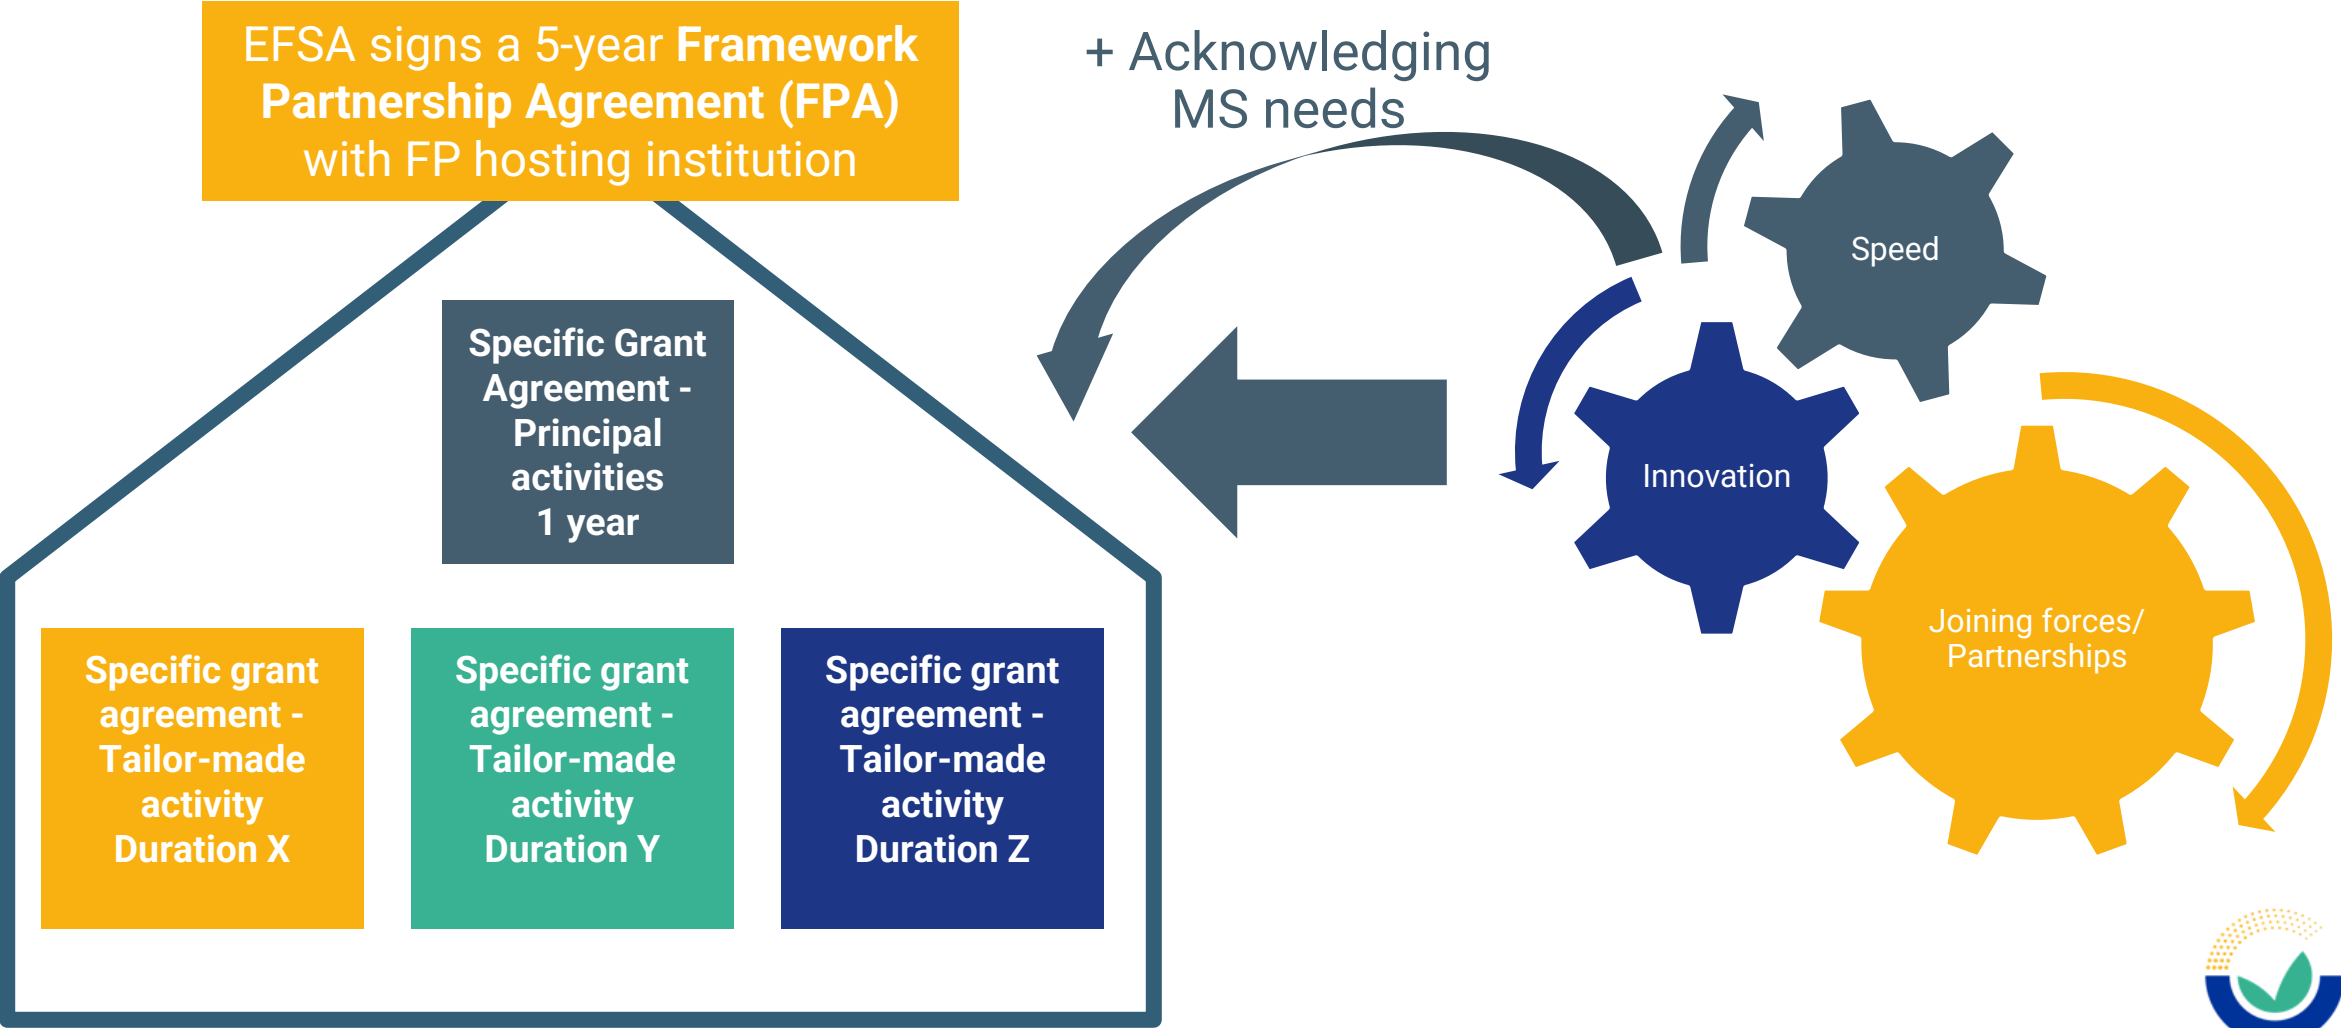 EFSA signs a 5-year Framework
Partnership Agreement (FPA)
with FP hosting institution
+ Acknowledging
MS needs
Specific Grant
Agreement -
Principal
activities
1 year
Specific grant
agreement -
Tailor-made
activity
Duration X
Specific grant
agreement -
Tailor-made
activity
Duration Y
Specific grant
agreement -
Tailor-made
activity
Duration Z
Speed
Innovation
Joining forces/
Partnerships